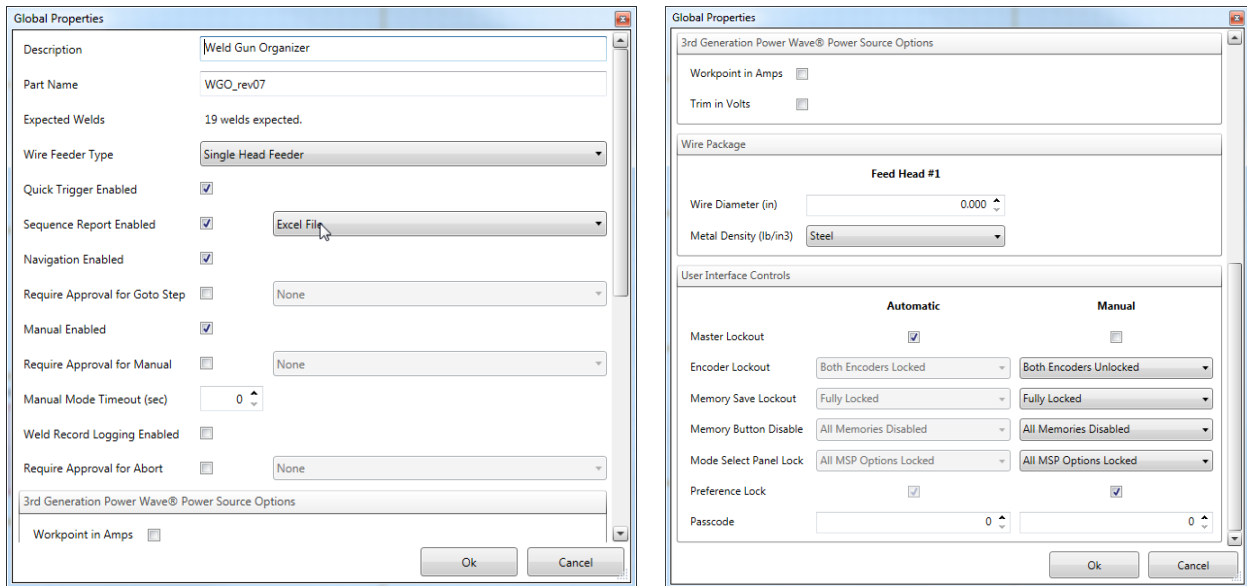 Global Properties
Description Weld Gun Organizer
Part Name WGO_rev07
Expected Welds 19 welds expected.
Wire Feeder Type Single Head Feeder
Quick Trigger Enabled
Sequence Report Enabled Excel File
Navigation Enabled
Require Approval for Goto Step None
Manual Enabled
Require Approval for Manual None
Manual Mode Timeout (sec) 0
Weld Record Logging Enabled
Require Approval for Abort None
3rd Generation Power Wave® Power Source Options
Workpoint in Amps
Ok Cancel
Global Properties
3rd Generation Power Wave® Power Source Options
Workpoint in Amps
Trim in Volts
Wire Package
Feed Head #1
Wire Diameter (in) 0.000
Metal Density (lb/in3) Steel
User Interface Controls
Automatic Manual
Master Lockout
Encoder Lockout Both Encoders Locked Both Encoders Unlocked
Memory Save Lockout Fully Locked Fully Locked
Memory Button Disable All Memories Disabled All Memories Disabled
Mode Select Panel Lock All MSP Options Locked All MSP Options Locked
Preference Lock
Passcode 0 0
Ok Cancel